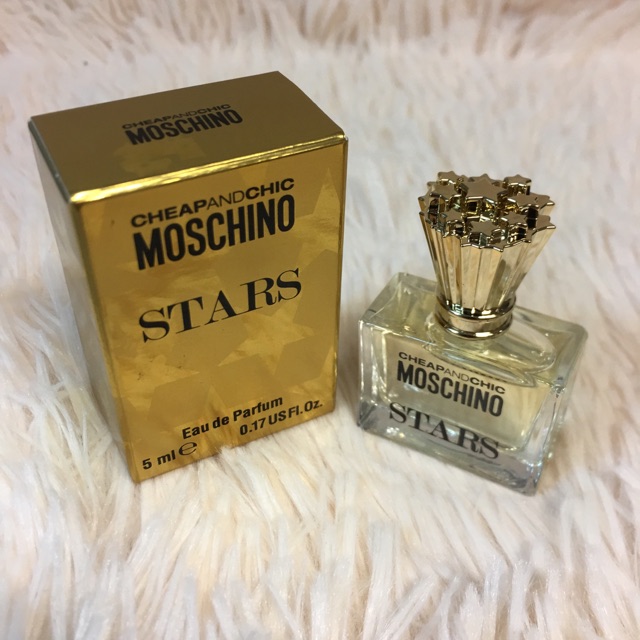 CHEAPANDCHIC
MOSCHINO
CHEAPANDCHIC
MOSCHINO
STARS
Eau de Parfum
5 ml ℮ 0.17 US Fl. Oz.
CHEAPANDCHIC
MOSCHINO
STARS